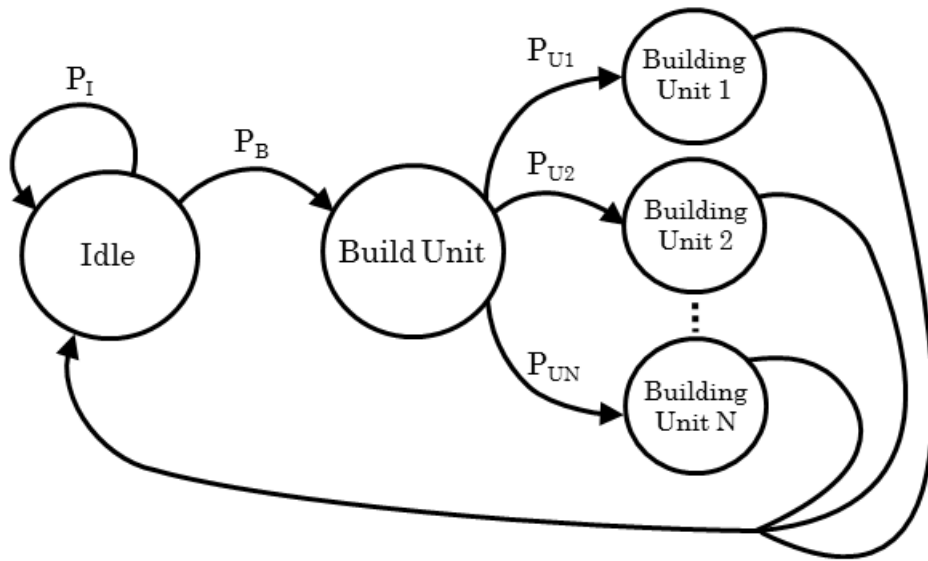 P_I
P_B
P_U1
P_U2
P_UN
Idle
Build Unit
Building
Unit 1
Building
Unit 2
Building
Unit N